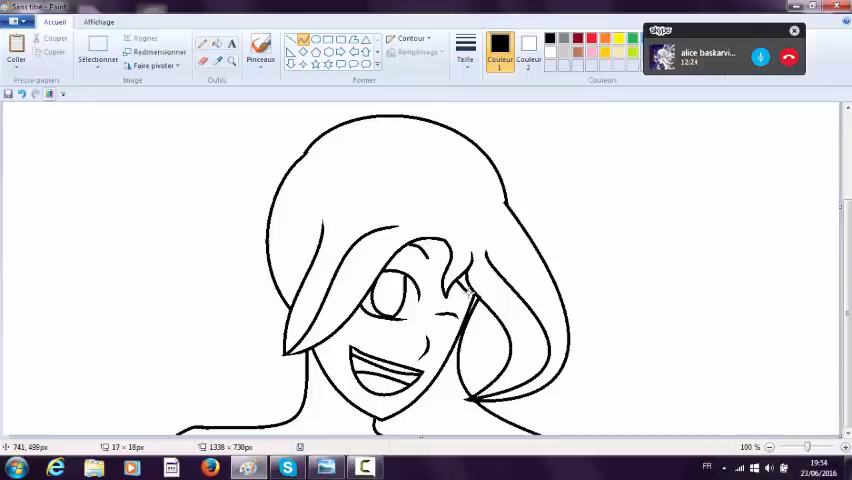 Sans titre - Paint
Accueil Affichage
Coller
Couper
Copier
Presse-papiers
Sélectionner
Rogner
Redimensionner
Faire pivoter
Image
Outils
Pinceaux
Formes
Contour
Remplissage
Taille
Couleur 1
Couleur 2
Couleurs
skype
alice baskarvi...
12:24
741, 499px
17 × 18px
1338 × 730px
100 %
FR
19:54
23/06/2016